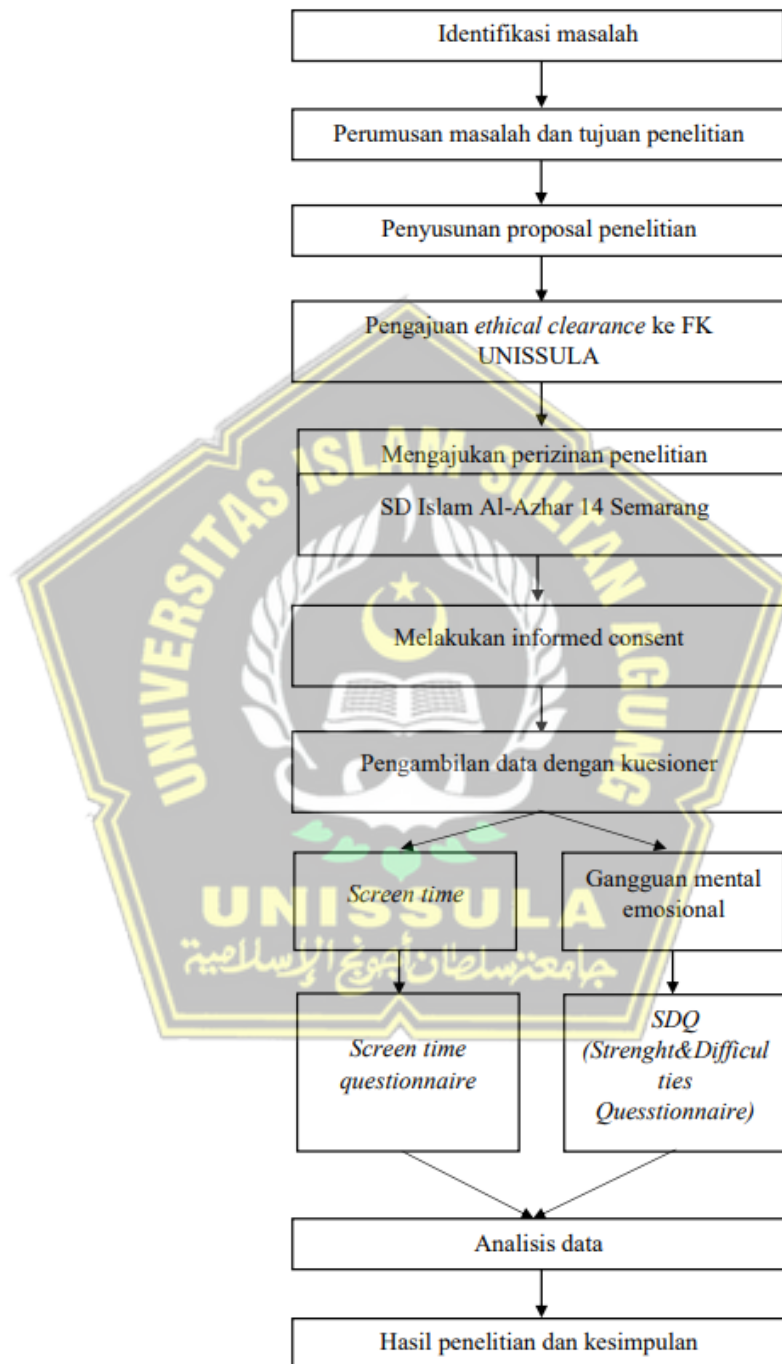 Identifikasi masalah
Perumusan masalah dan tujuan penelitian
Penyusunan proposal penelitian
Pengajuan ethical clearance ke FK
UNISSULA
Mengajukan perizinan penelitian
SD Islam Al-Azhar 14 Semarang
Melakukan informed consent
Pengambilan data dengan kuesioner
Screen time
Gangguan mental
emosional
Screen time
questionnaire
SDQ
(Strenght&Difficul
ties
Quesstionnaire)
Analisis data
Hasil penelitian dan kesimpulan
UNIVERSITAS ISLAM SULTAN AGUNG
UNISSULA
جامعتنسلطان أجونج الإسلامية